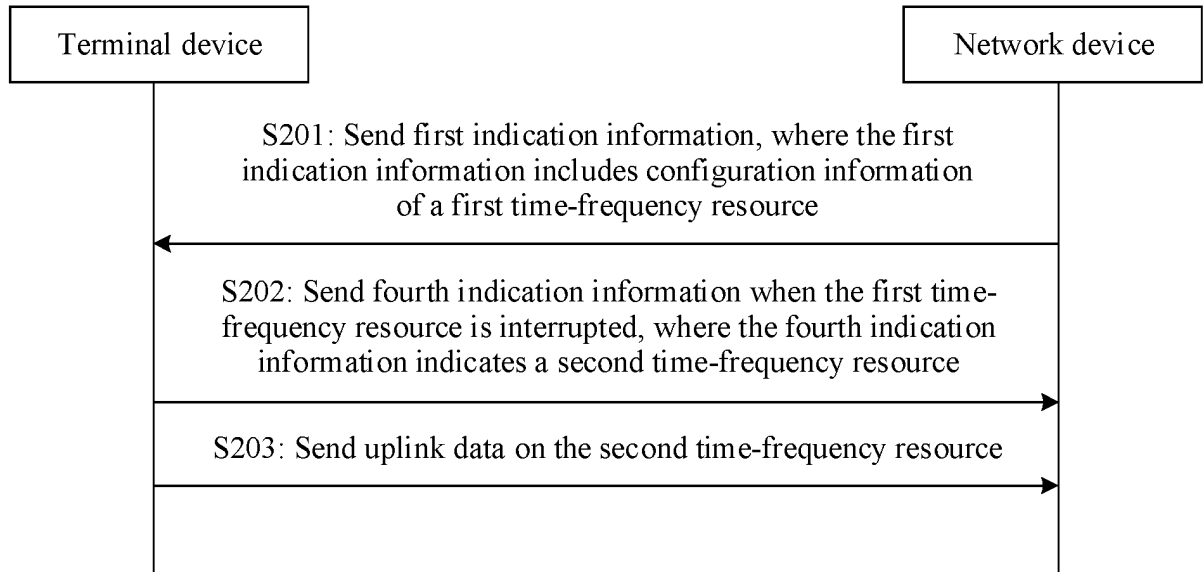 Terminal device
Network device
S201: Send first indication information, where the first
indication information includes configuration information
of a first time-frequency resource
S202: Send fourth indication information when the first time-
frequency resource is interrupted, where the fourth indication
information indicates a second time-frequency resource
S203: Send uplink data on the second time-frequency resource